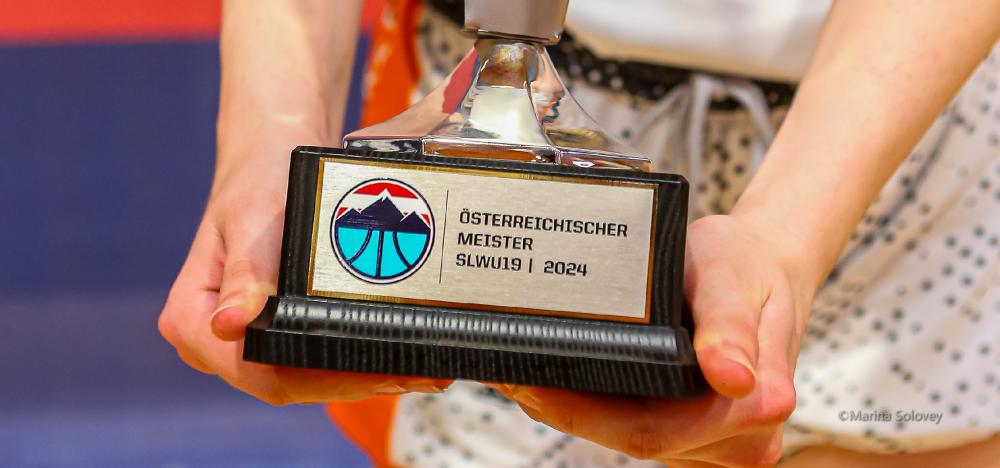 ÖSTERREICHISCHER
MEISTER
SLWU19 | 2024
©Marina Solovey